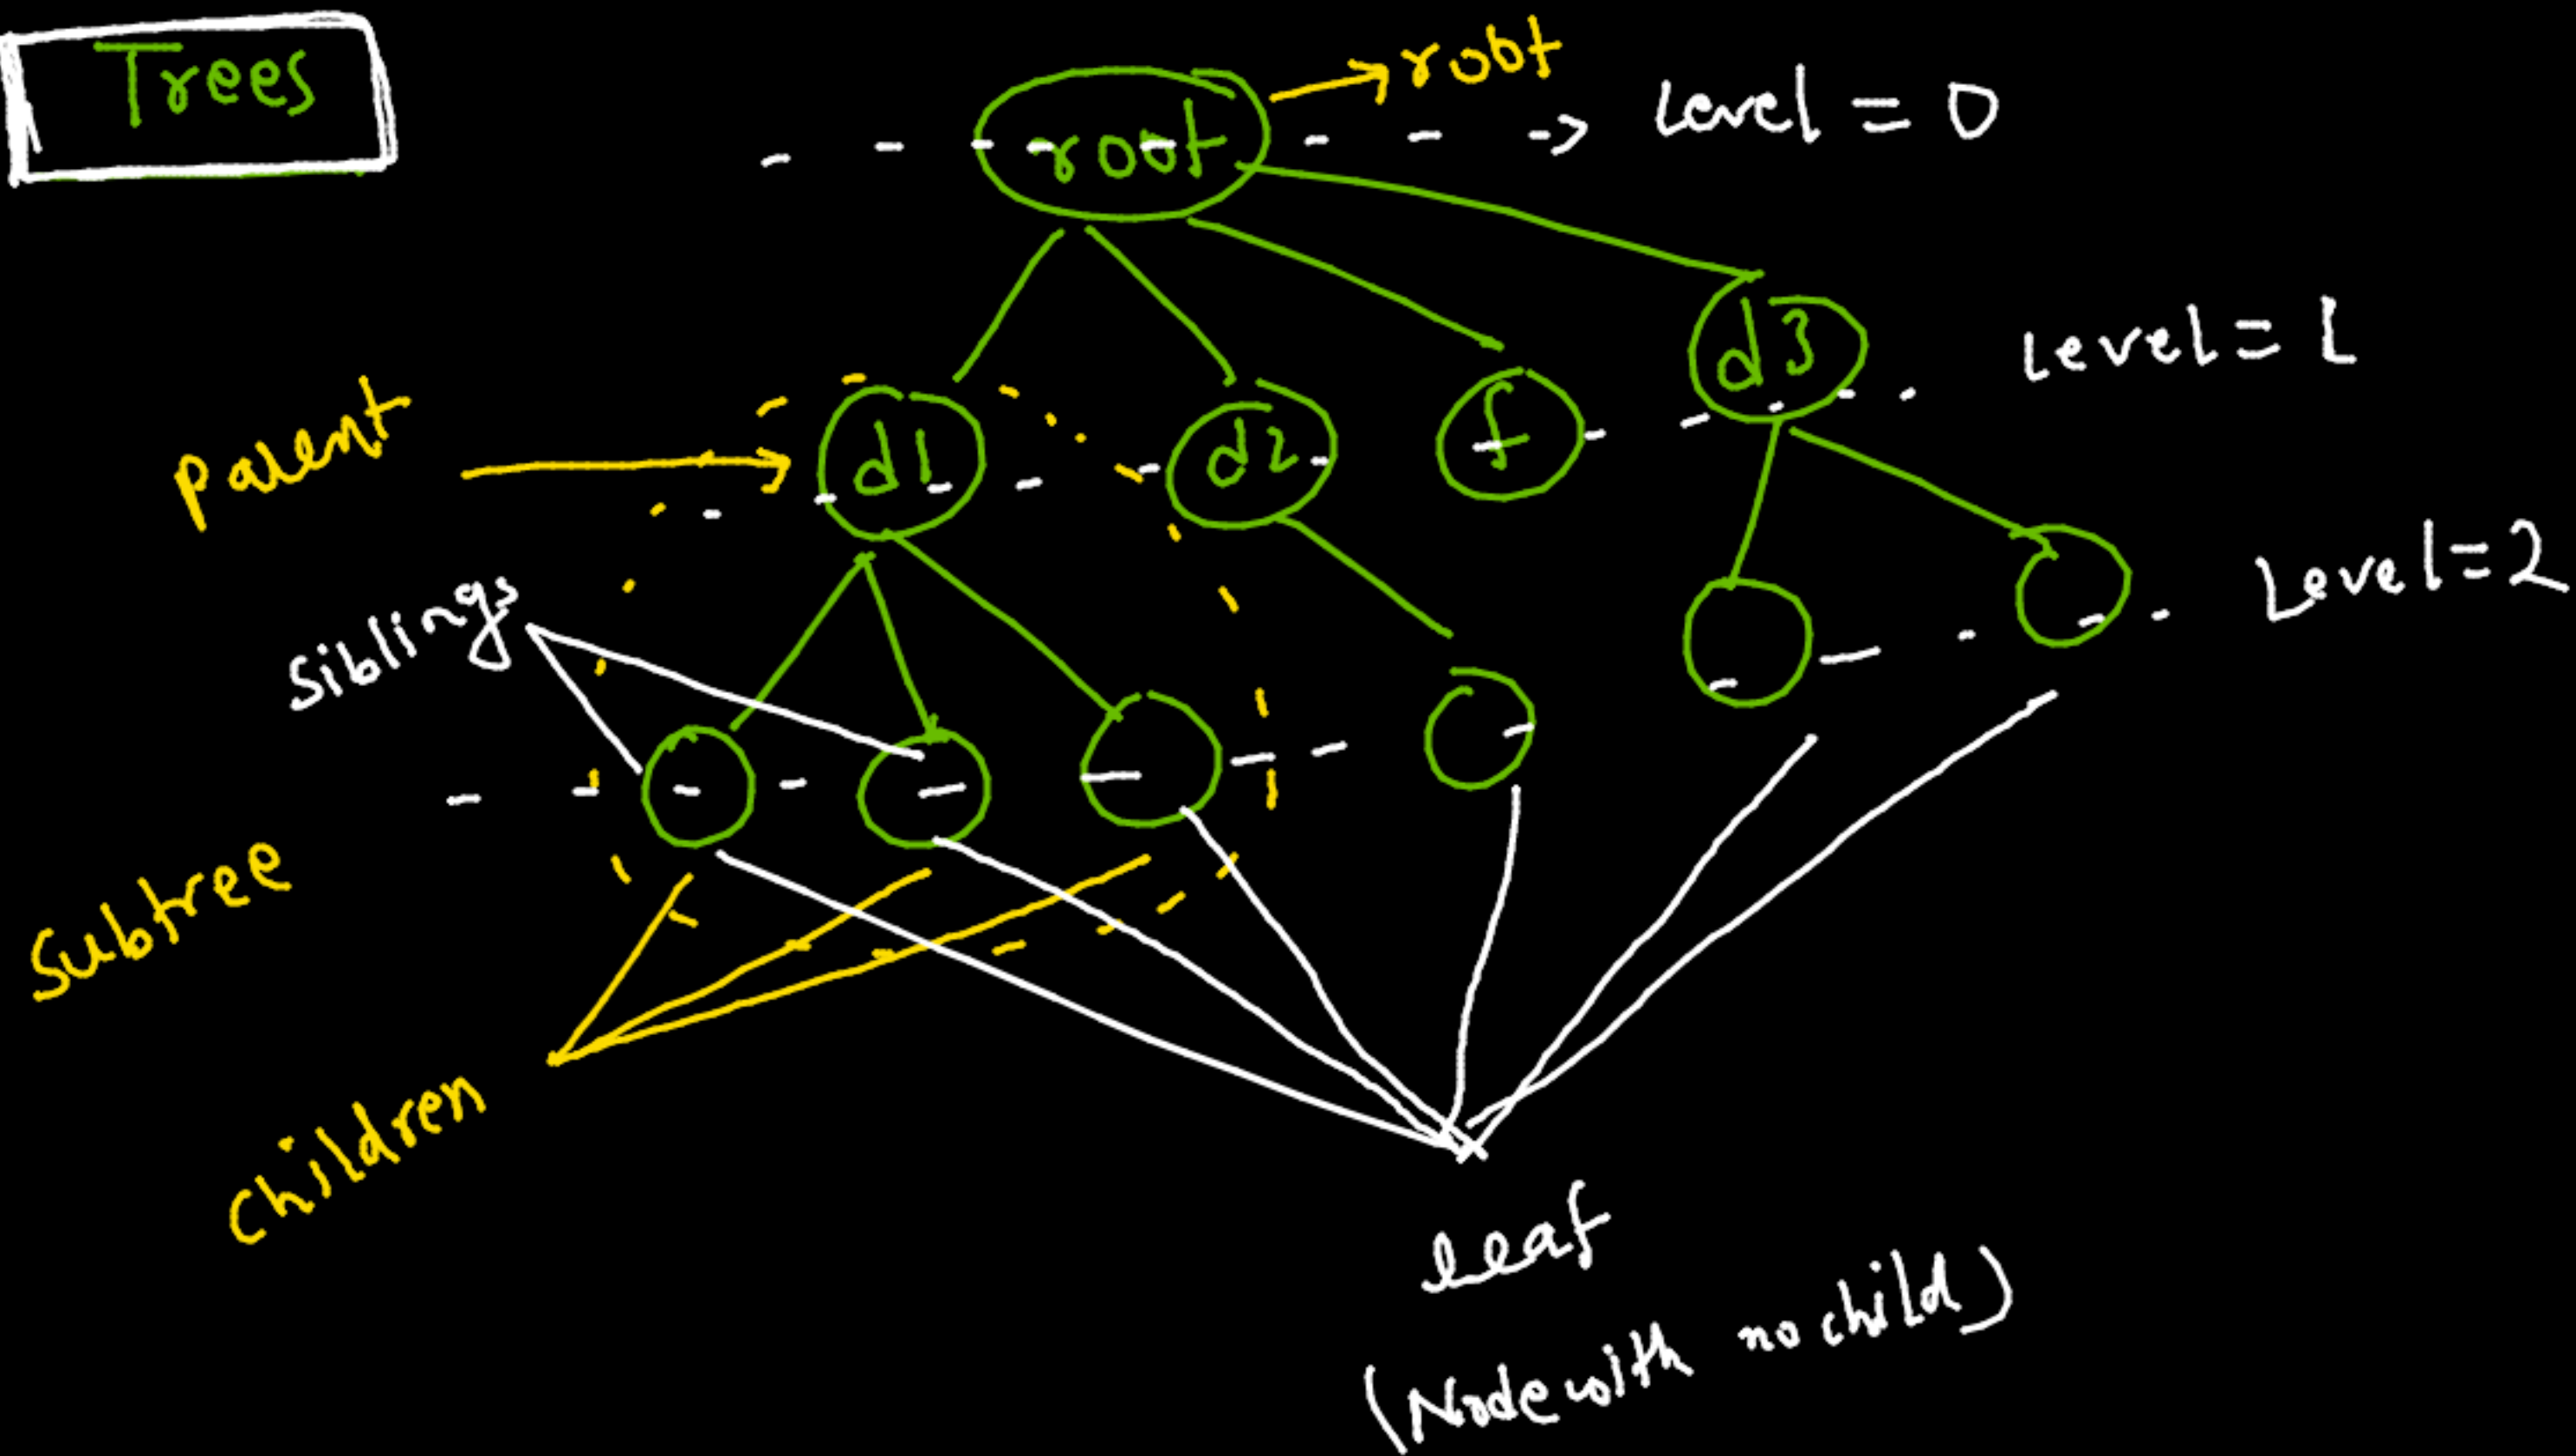 Trees
root
root
Level = 0
d1
d2
f
d3
Level = 1
Parent
Siblings
Level=2
Subtree
Children
leaf
(Node with no child)